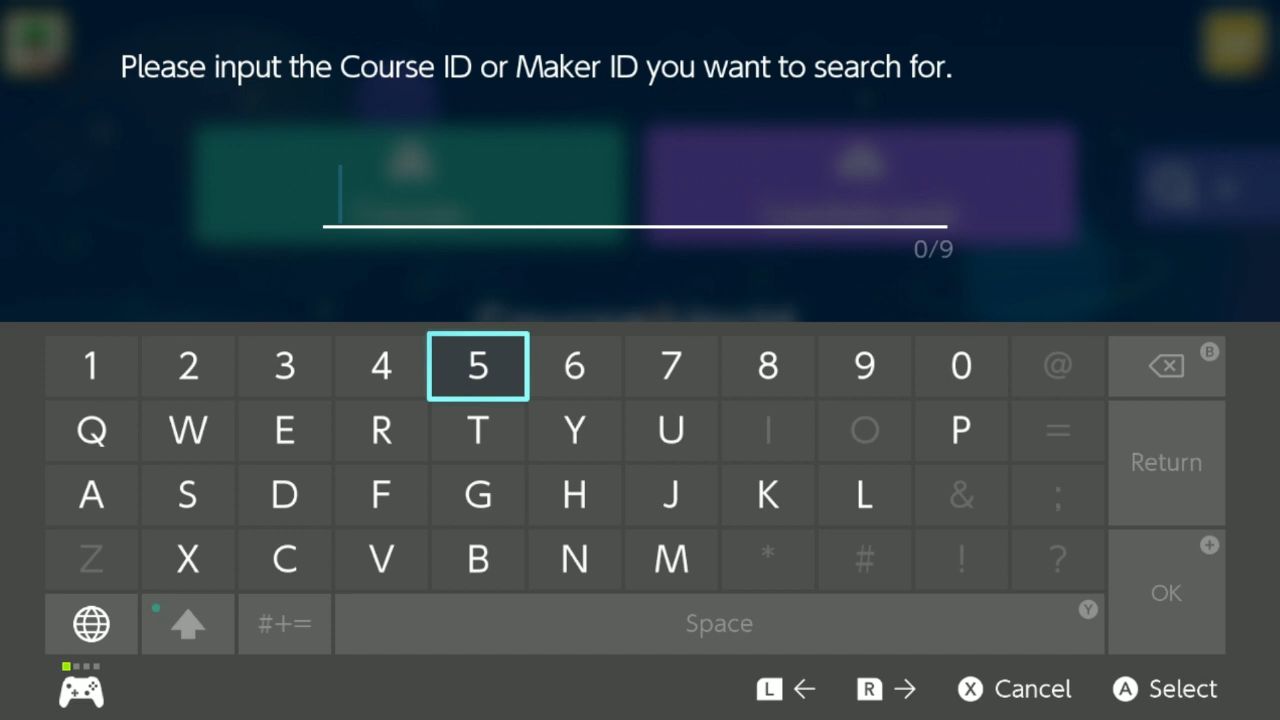 Please input the Course ID or Maker ID you want to search for.
0/9
1 2 3 4 5 6 7 8 9 0 @ B
Q W E R T Y U I O P = Return
A S D F G H J K L & ;
Z X C V B N M * # ! ? + OK
#+= Space Y
L ← R → X Cancel A Select